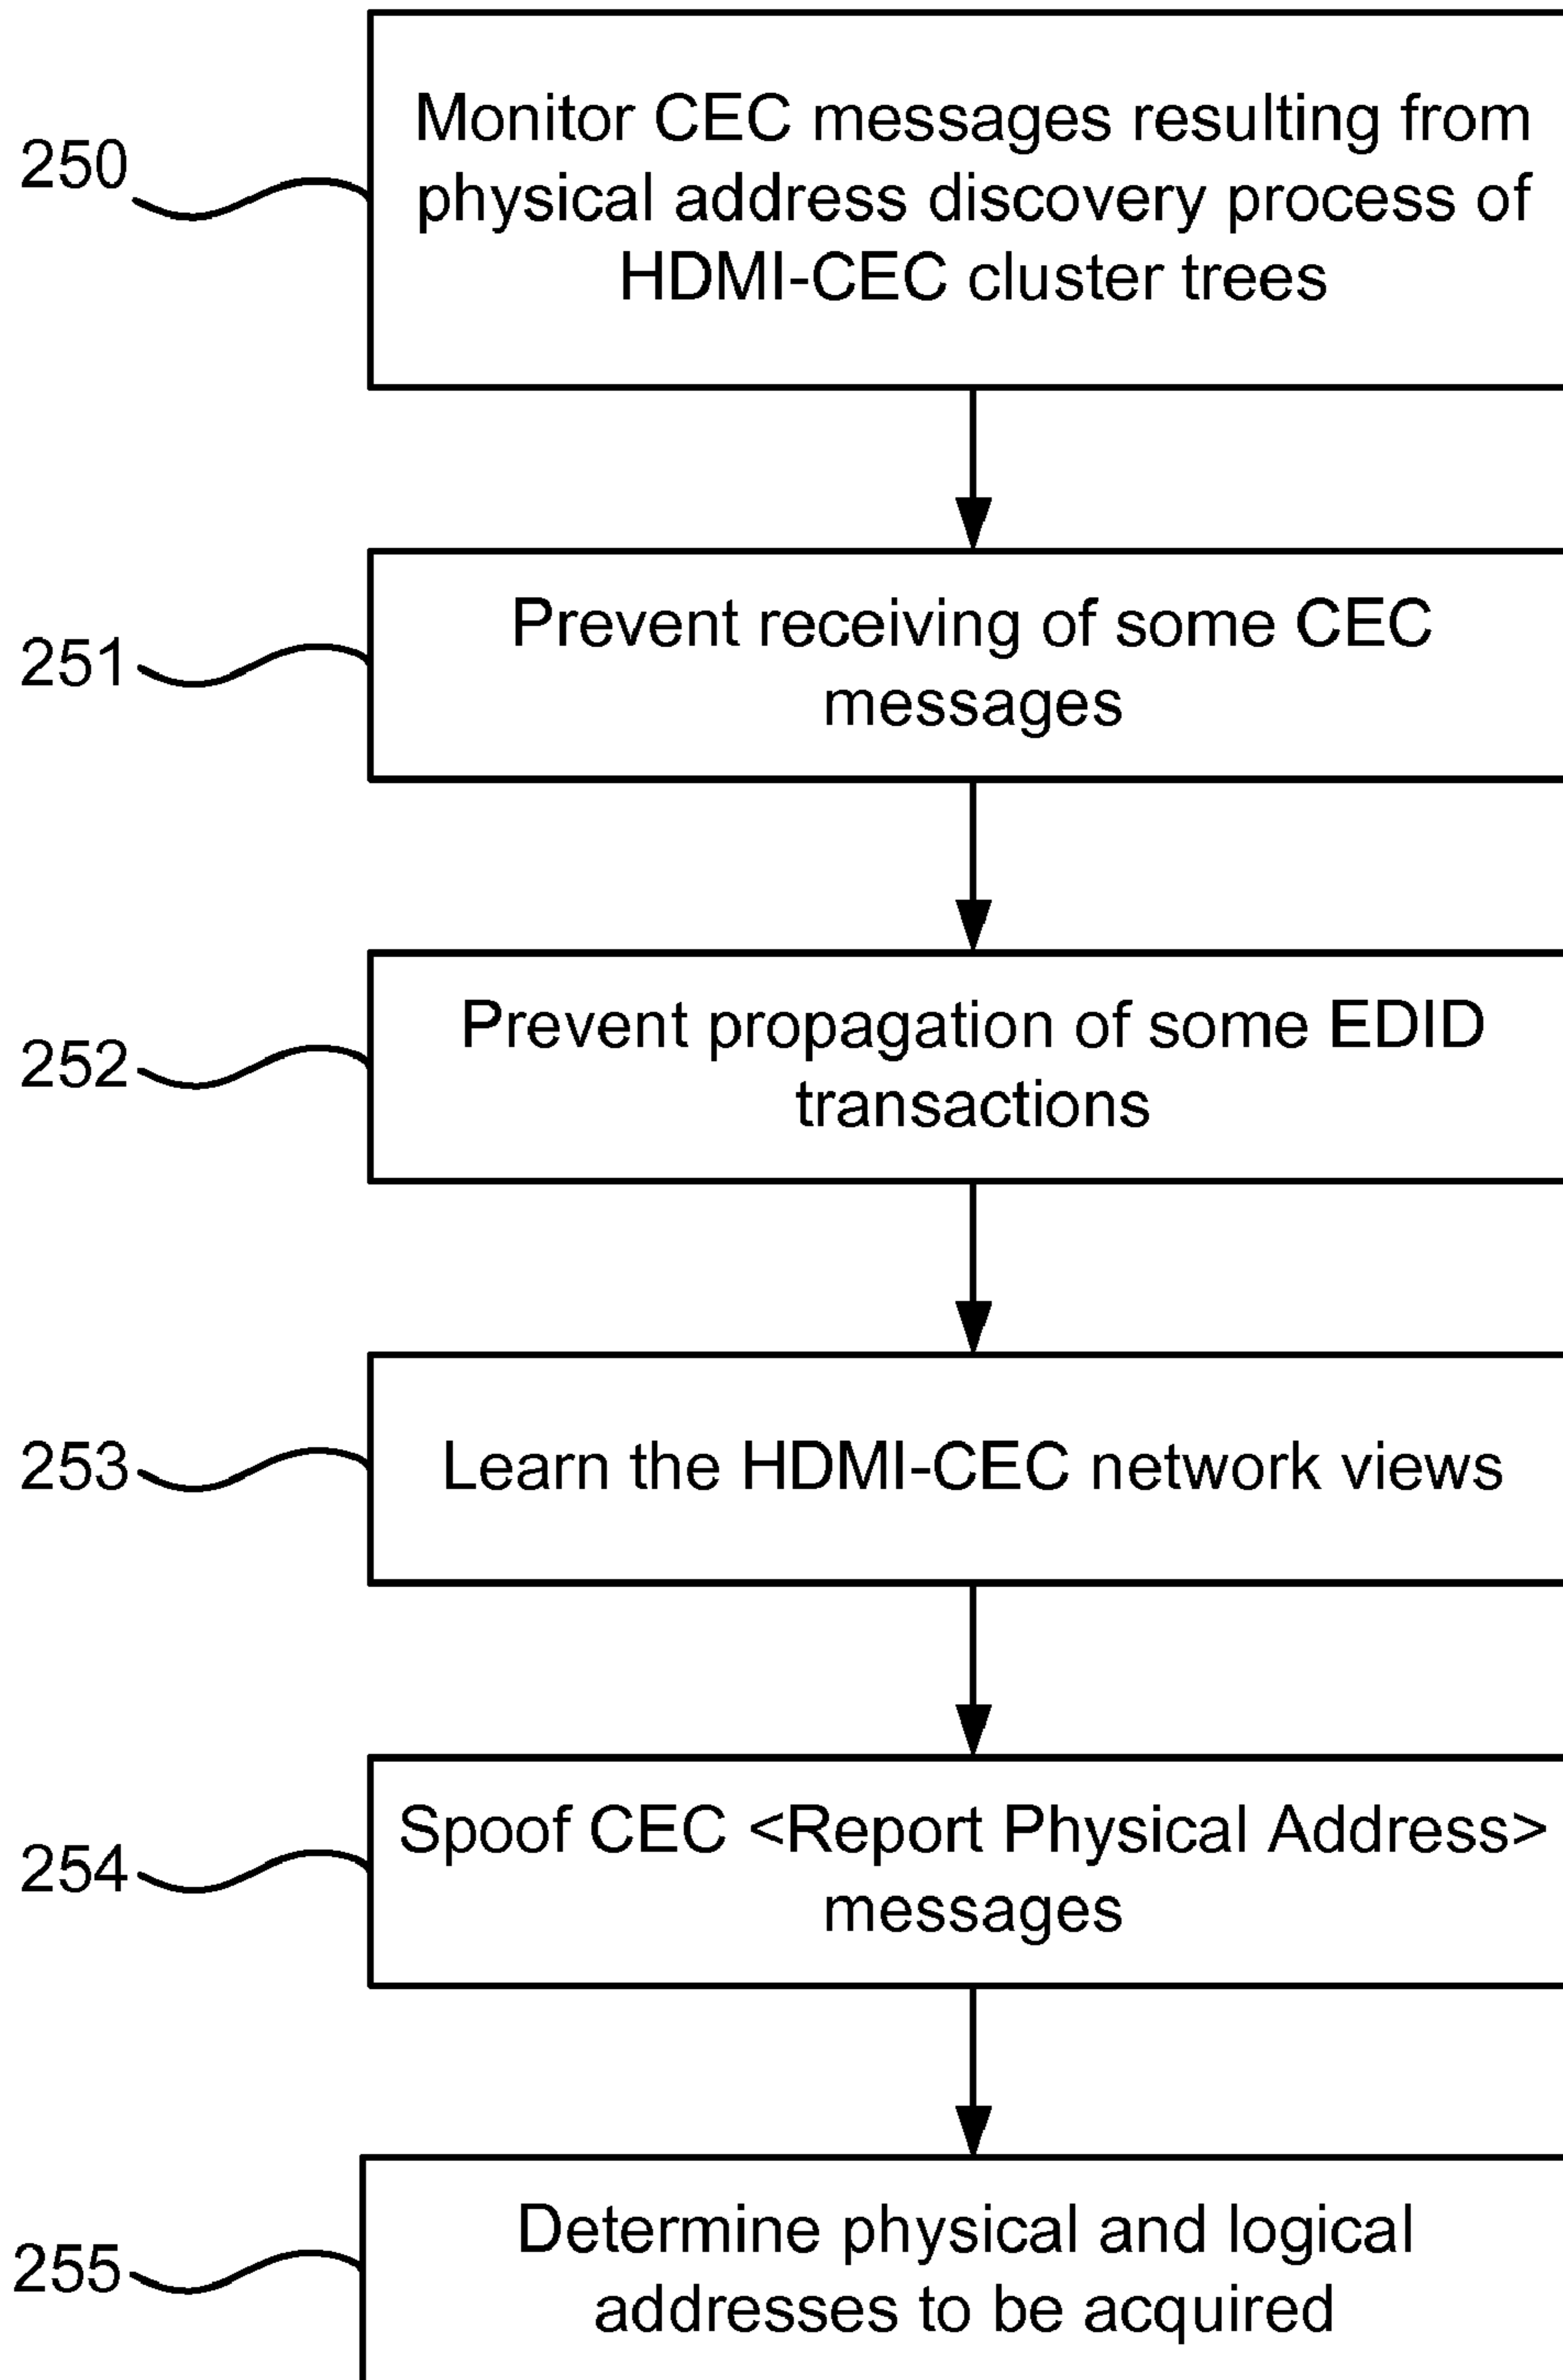 250
Monitor CEC messages resulting from
physical address discovery process of
HDMI-CEC cluster trees
251
Prevent receiving of some CEC
messages
252
Prevent propagation of some EDID
transactions
253
Learn the HDMI-CEC network views
254
Spoof CEC <Report Physical Address>
messages
255
Determine physical and logical
addresses to be acquired